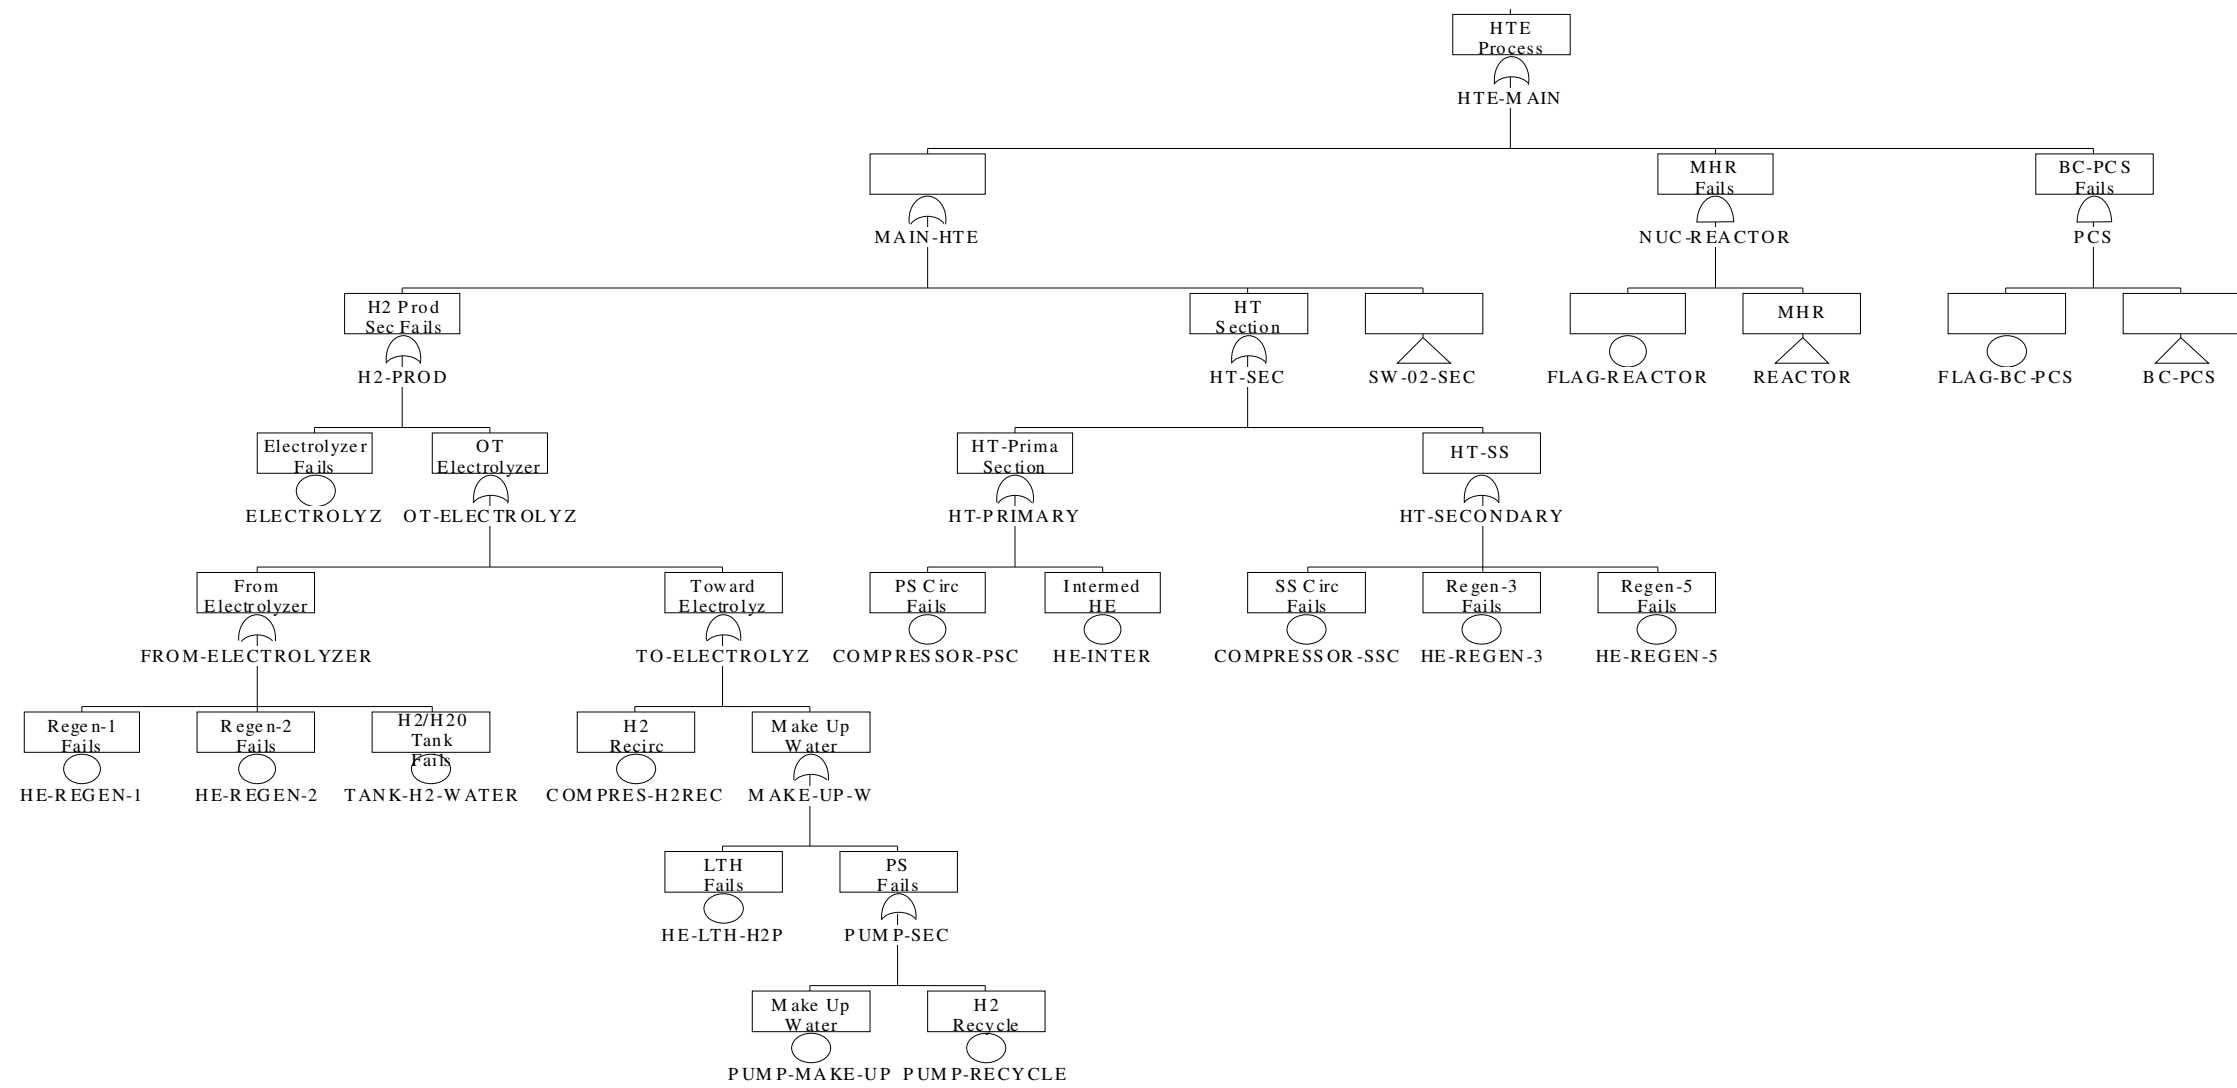 HTE
Process
HTE-MAIN
MHR
Fails
BC-PCS
Fails
MAIN-HTE
NUC-REACTOR
PCS
H2 Prod
Sec Fails
HT
Section
MHR
H2-PROD
HT-SEC
SW-02-SEC
FLAG-REACTOR
REACTOR
FLAG-BC-PCS
BC-PCS
Electrolyzer
Fails
OT
Electrolyzer
HT-Prima
Section
HT-SS
ELECTROLYZ
OT-ELECTROLYZ
HT-PRIMARY
HT-SECONDARY
From
Electrolyzer
Toward
Electrolyz
PS Circ
Fails
Intermed
HE
SS Circ
Fails
Regen-3
Fails
Regen-5
Fails
FROM-ELECTROLYZER
TO-ELECTROLYZ
COMPRESSOR-PSC
HE-INTER
COMPRESSOR-SSC
HE-REGEN-3
HE-REGEN-5
Regen-1
Fails
Regen-2
Fails
H2/H20
Tank
Fails
H2
Recirc
Make Up
Water
HE-REGEN-1
HE-REGEN-2
TANK-H2-WATER
COMPRES-H2REC
MAKE-UP-W
LTH
Fails
PS
Fails
HE-LTH-H2P
PUMP-SEC
Make Up
Water
H2
Recycle
PUMP-MAKE-UP
PUMP-RECYCLE